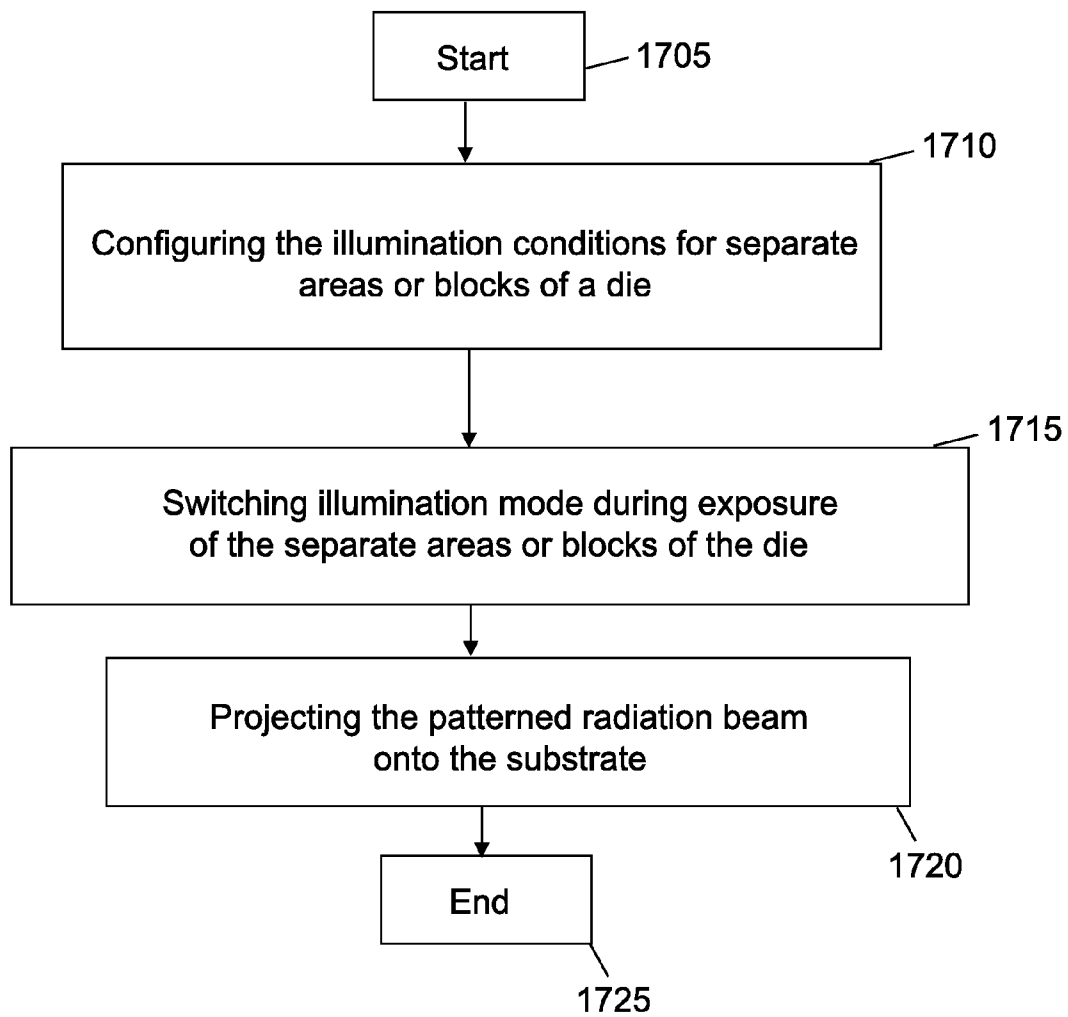 Start
1705
1710
Configuring the illumination conditions for separate
areas or blocks of a die
1715
Switching illumination mode during exposure
of the separate areas or blocks of the die
Projecting the patterned radiation beam
onto the substrate
1720
End
1725